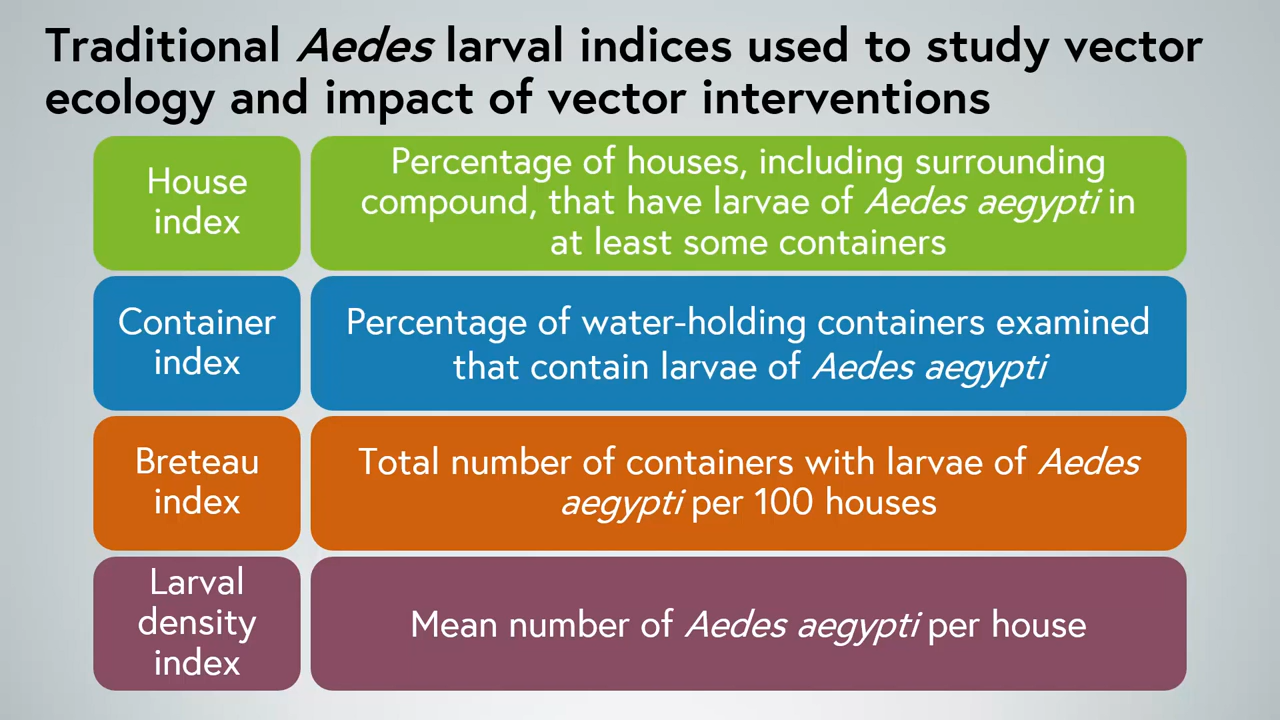 Traditional Aedes larval indices used to study vector
ecology and impact of vector interventions
House
index
Percentage of houses, including surrounding
compound, that have larvae of Aedes aegypti in
at least some containers
Container
index
Percentage of water-holding containers examined
that contain larvae of Aedes aegypti
Breteau
index
Total number of containers with larvae of Aedes
aegypti per 100 houses
Larval
density
index
Mean number of Aedes aegypti per house